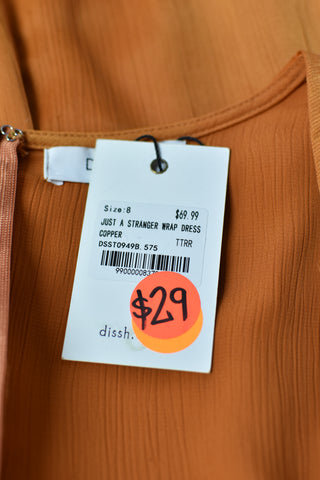 D
Size:8 $69.99
JUST A STRANGER WRAP DRESS
COPPER
DSST0949B.575 TTRR
$29
dissh.